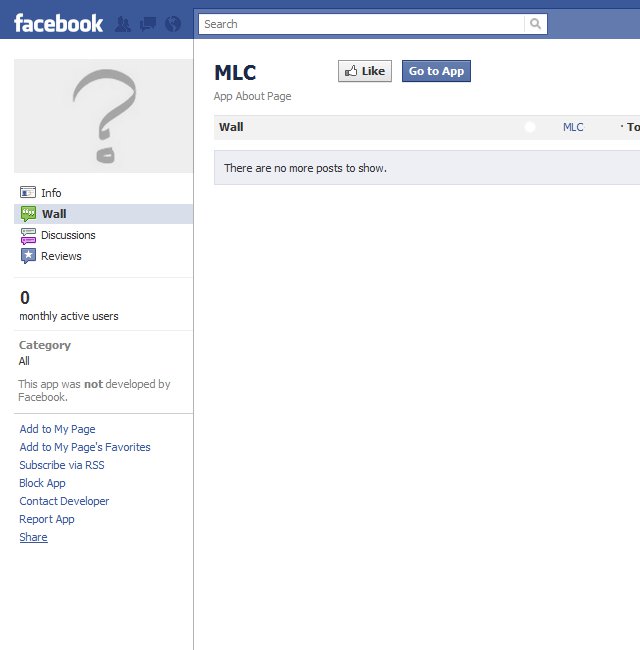 facebook
Search
MLC
Like
Go to App
App About Page
Wall
MLC
· To
There are no more posts to show.
Info
Wall
Discussions
Reviews
0
monthly active users
Category
All
This app was not developed by
Facebook.
Add to My Page
Add to My Page's Favorites
Subscribe via RSS
Block App
Contact Developer
Report App
Share